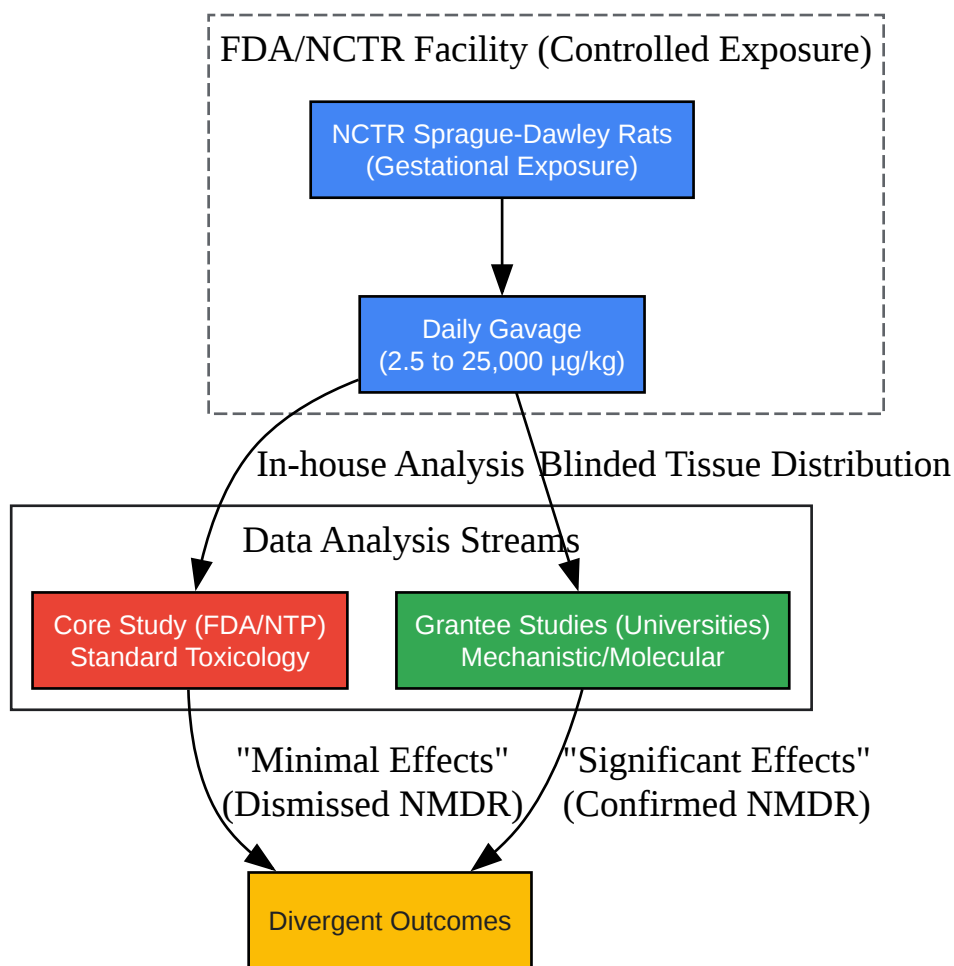 FDA/NCTR Facility (Controlled Exposure)
NCTR Sprague-Dawley Rats
(Gestational Exposure)
Daily Gavage
(2.5 to 25,000 µg/kg)
In-house Analysis
Blinded Tissue Distribution
Data Analysis Streams
Core Study (FDA/NTP)
Standard Toxicology
Grantee Studies (Universities)
Mechanistic/Molecular
"Minimal Effects"
(Dismissed NMDR)
"Significant Effects"
(Confirmed NMDR)
Divergent Outcomes